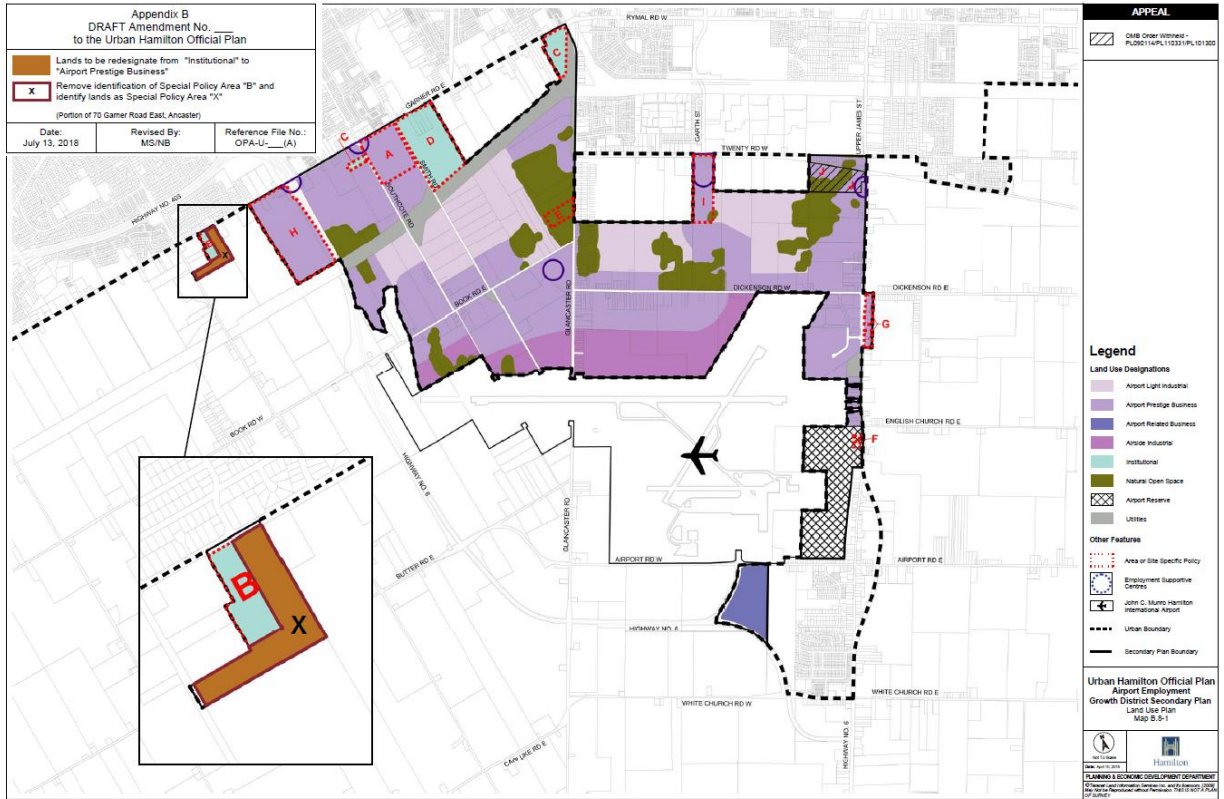 Appendix B
DRAFT Amendment No. ___
to the Urban Hamilton Official Plan
Lands to be redesignate from "Institutional" to
"Airport Prestige Business"
X
Remove identification of Special Policy Area "B" and
identify lands as Special Policy Area "X"
(Portion of 70 Garner Road East, Ancaster)
Date:
July 13, 2018
Revised By:
MS/NB
Reference File No.:
OPA-U-___(A)
RYMAL RD W
GARNER RD E
C
GARTH ST
UPPER JAMES ST
TWENTY RD W
C
A
D
SMITH RD
SOUTHCOTE RD
HIGHWAY NO. 403
H
E
I
J
B
X
BOOK RD E
GLANCASTER RD
DICKENSON RD W
DICKENSON RD E
G
ENGLISH CHURCH RD E
F
BOOK RD W
HIGHWAY NO. 6
GLANCASTER RD
BUTTER RD E
AIRPORT RD W
AIRPORT RD E
HIGHWAY NO. 6
WHITE CHURCH RD W
WHITE CHURCH RD E
CARLUKE RD E
HIGHWAY NO. 6
B
X
APPEAL
OMB Order Withheld -
PL090114/PL110331/PL101300
Legend
Land Use Designations
Airport Light Industrial
Airport Prestige Business
Airport Related Business
Airside Industrial
Institutional
Natural Open Space
Airport Reserve
Utilities
Other Features
Area or Site Specific Policy
Employment Supportive
Centres
John C. Munro Hamilton
International Airport
Urban Boundary
Secondary Plan Boundary
Urban Hamilton Official Plan
Airport Employment
Growth District Secondary Plan
Land Use Plan
Map B.8-1
Not To Scale
Hamilton
PLANNING & ECONOMIC DEVELOPMENT DEPARTMENT